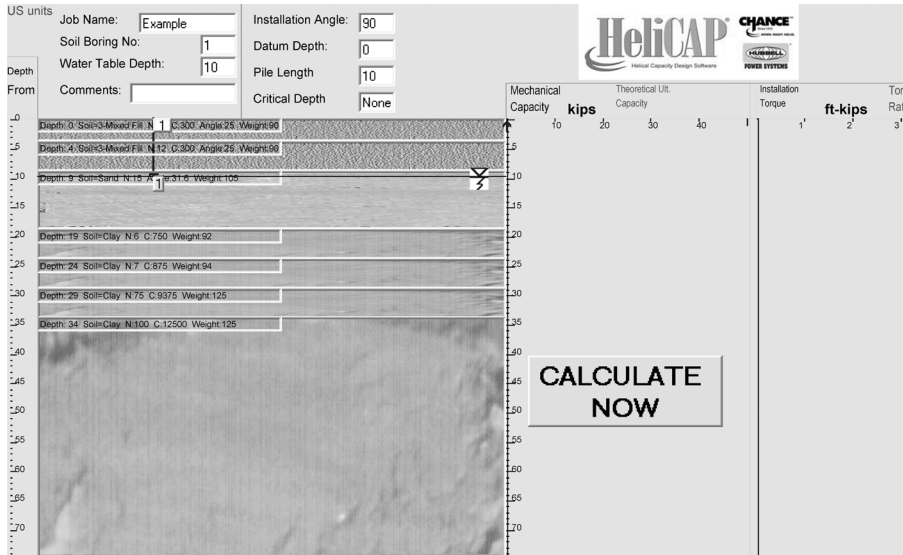 US units
Job Name: Example
Soil Boring No: 1
Water Table Depth: 10
Comments:
Installation Angle: 90
Datum Depth: 0
Pile Length 10
Critical Depth None
HeliCAP
Helical Capacity Design Software
CHANCE
HUBBELL
POWER SYSTEMS
Depth
From
Mechanical Capacity kips
Theoretical Ult. Capacity
10 20 30 40
Installation Torque ft-kips
1' 2' 3'
0
5
10
15
20
25
30
35
40
45
50
55
60
65
70
Depth: 0 Soil=3-Mixed Fill N 1 C:300 Angle:25 Weight:90
Depth: 4 Soil=3-Mixed Fill N:12 C:300 Angle:25 Weight:90
Depth: 9 Soil=Sand N:15 31.6 Weight:105
1
Depth: 19 Soil=Clay N:6 C:750 Weight:92
Depth: 24 Soil=Clay N:7 C:875 Weight:94
Depth: 29 Soil=Clay N:75 C:9375 Weight:125
Depth: 34 Soil=Clay N:100 C:12500 Weight:125
5
10
15
20
25
30
35
40
45
50
55
60
65
70
CALCULATE
NOW